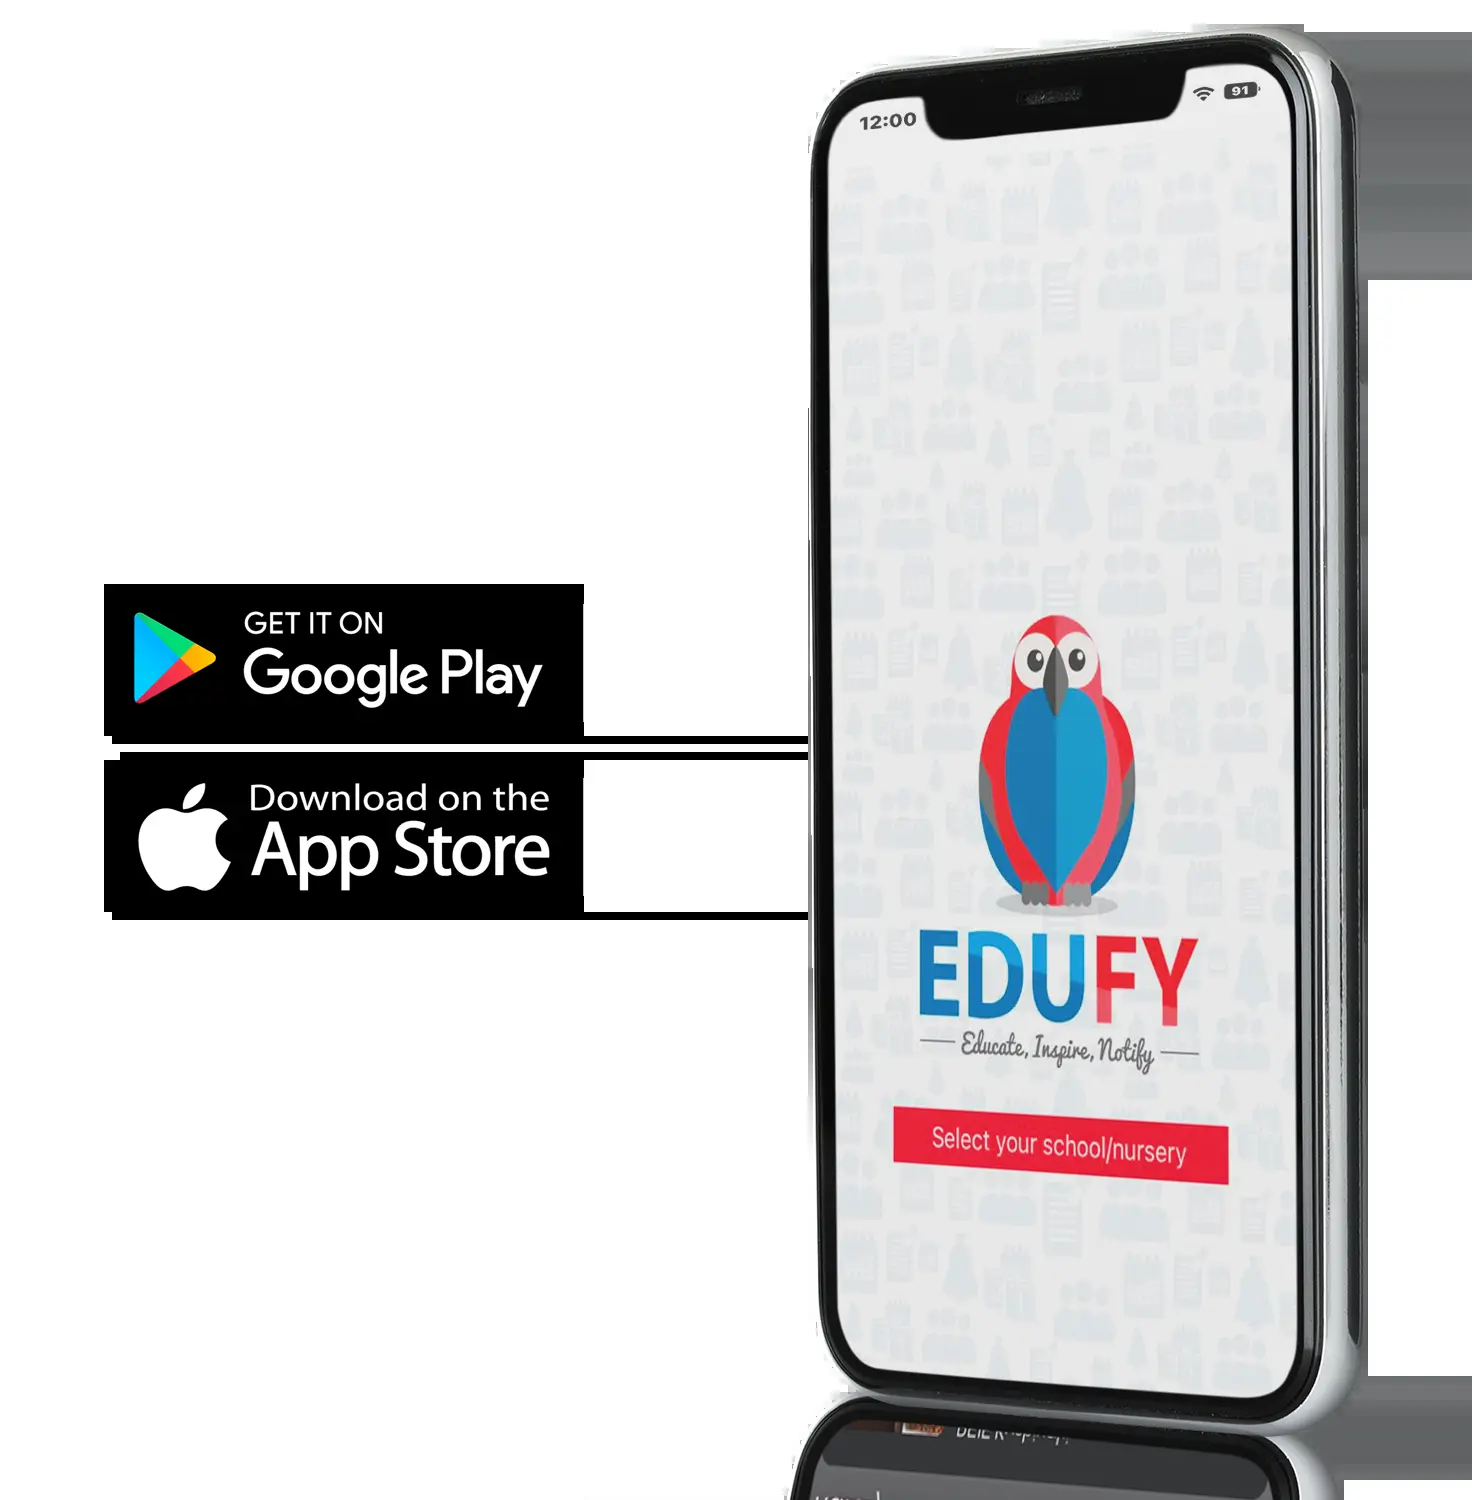 12:00
91
GET IT ON
Google Play
Download on the
App Store
EDUFY
Educate, Inspire, Notify
Select your school/nursery